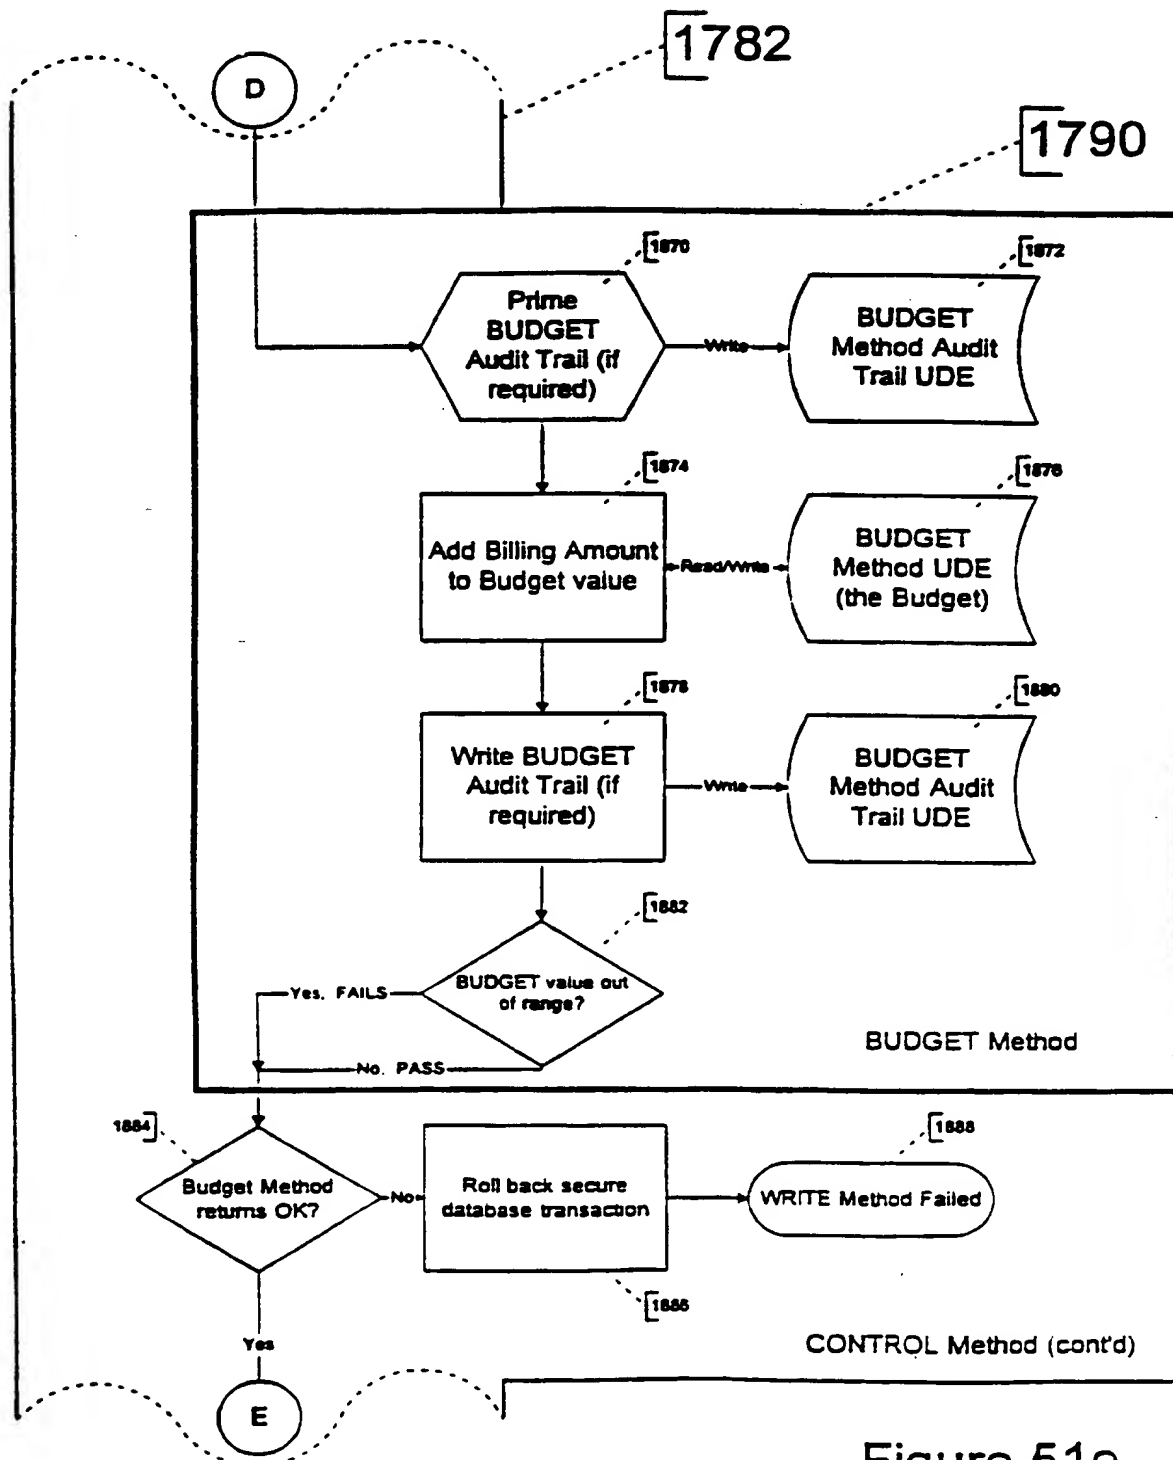 1782
D
1790
1870
1872
Prime
BUDGET
Audit Trail (if
required)
Write
BUDGET
Method Audit
Trail UDE
1874
1876
Add Billing Amount
to Budget value
Read/Write
BUDGET
Method UDE
(the Budget)
1878
1880
Write BUDGET
Audit Trail (if
required)
Write
BUDGET
Method Audit
Trail UDE
1882
BUDGET value out
of range?
Yes, FAILS
No, PASS
BUDGET Method
1884
1888
Budget Method
returns OK?
No
Roll back secure
database transaction
WRITE Method Failed
1886
Yes
CONTROL Method (cont'd)
E
Figure